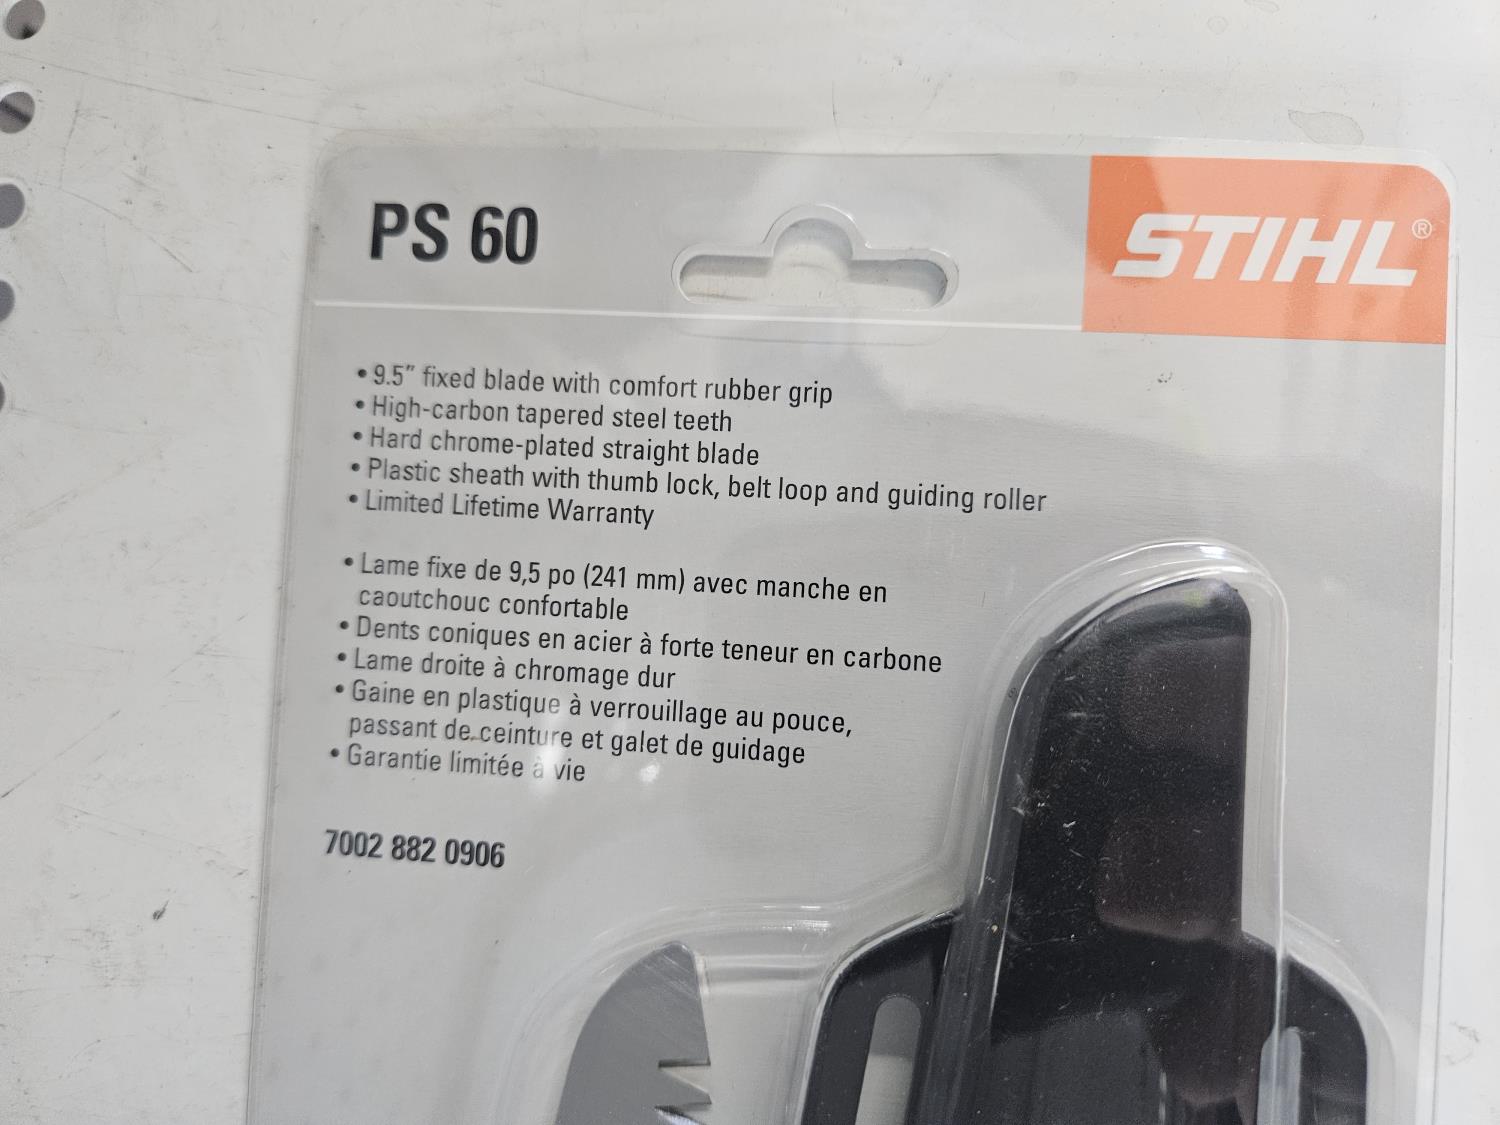 PS 60
STIHL®
• 9.5" fixed blade with comfort rubber grip
• High-carbon tapered steel teeth
• Hard chrome-plated straight blade
• Plastic sheath with thumb lock, belt loop and guiding roller
• Limited Lifetime Warranty
• Lame fixe de 9,5 po (241 mm) avec manche en
caoutchouc confortable
• Dents coniques en acier à forte teneur en carbone
• Lame droite à chromage dur
• Gaine en plastique à verrouillage au pouce,
passant de ceinture et galet de guidage
• Garantie limitée à vie
7002 882 0906